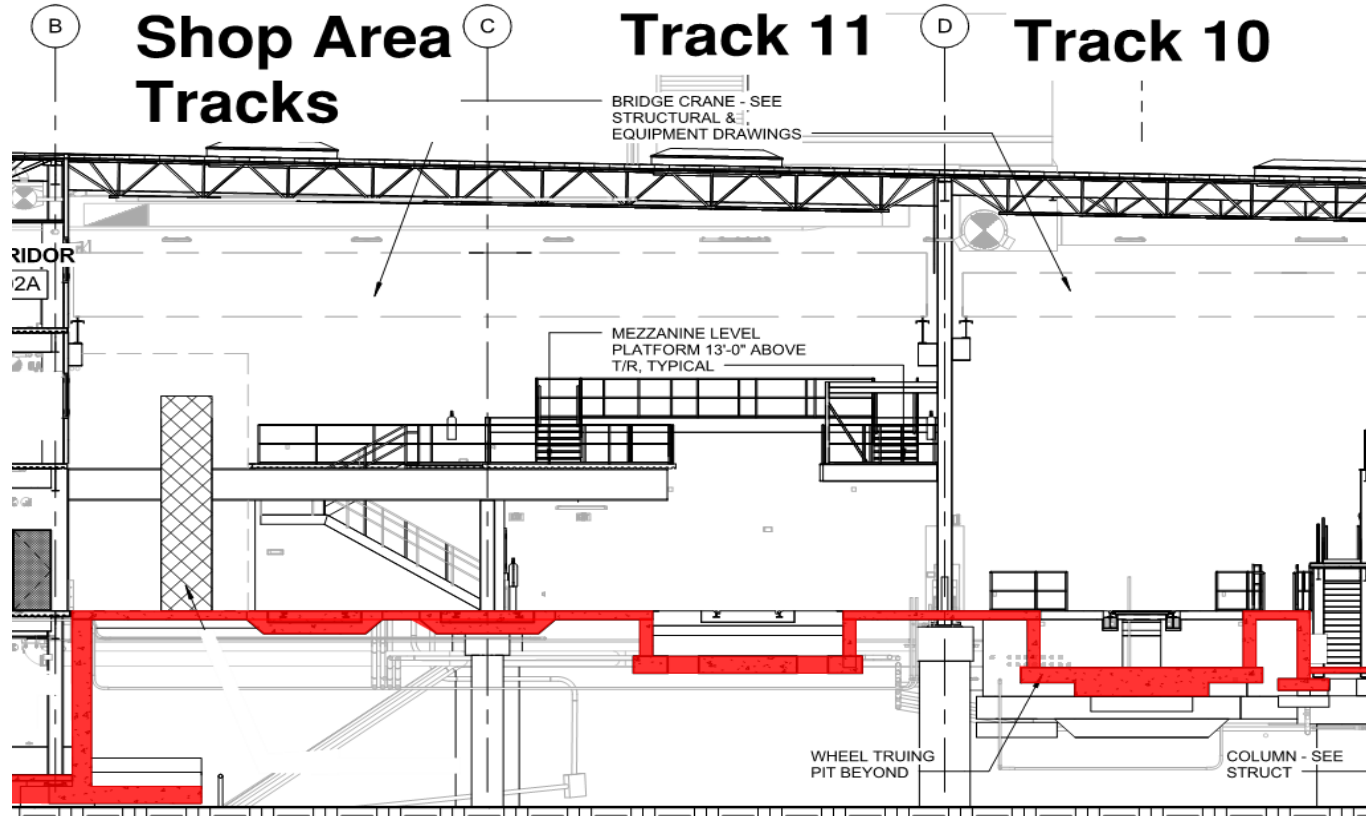 B
Shop Area
Tracks
C
Track 11
D
Track 10
BRIDGE CRANE - SEE
STRUCTURAL &
EQUIPMENT DRAWINGS
RIDOR
02A
MEZZANINE LEVEL
PLATFORM 13'-0" ABOVE
T/R, TYPICAL
WHEEL TRUING
PIT BEYOND
COLUMN - SEE
STRUCT